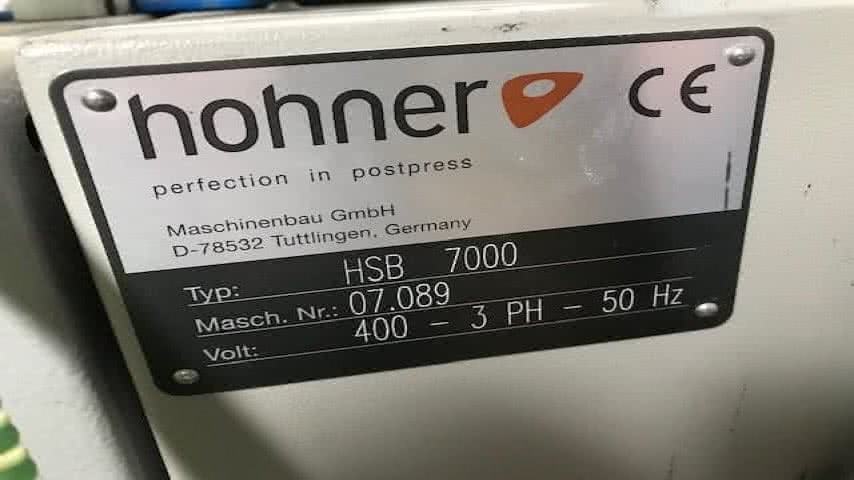 hohner CE
perfection in postpress
Maschinenbau GmbH
D-78532 Tuttlingen, Germany
Typ: HSB 7000
Masch. Nr.: 07.089
Volt: 400 - 3 PH - 50 Hz